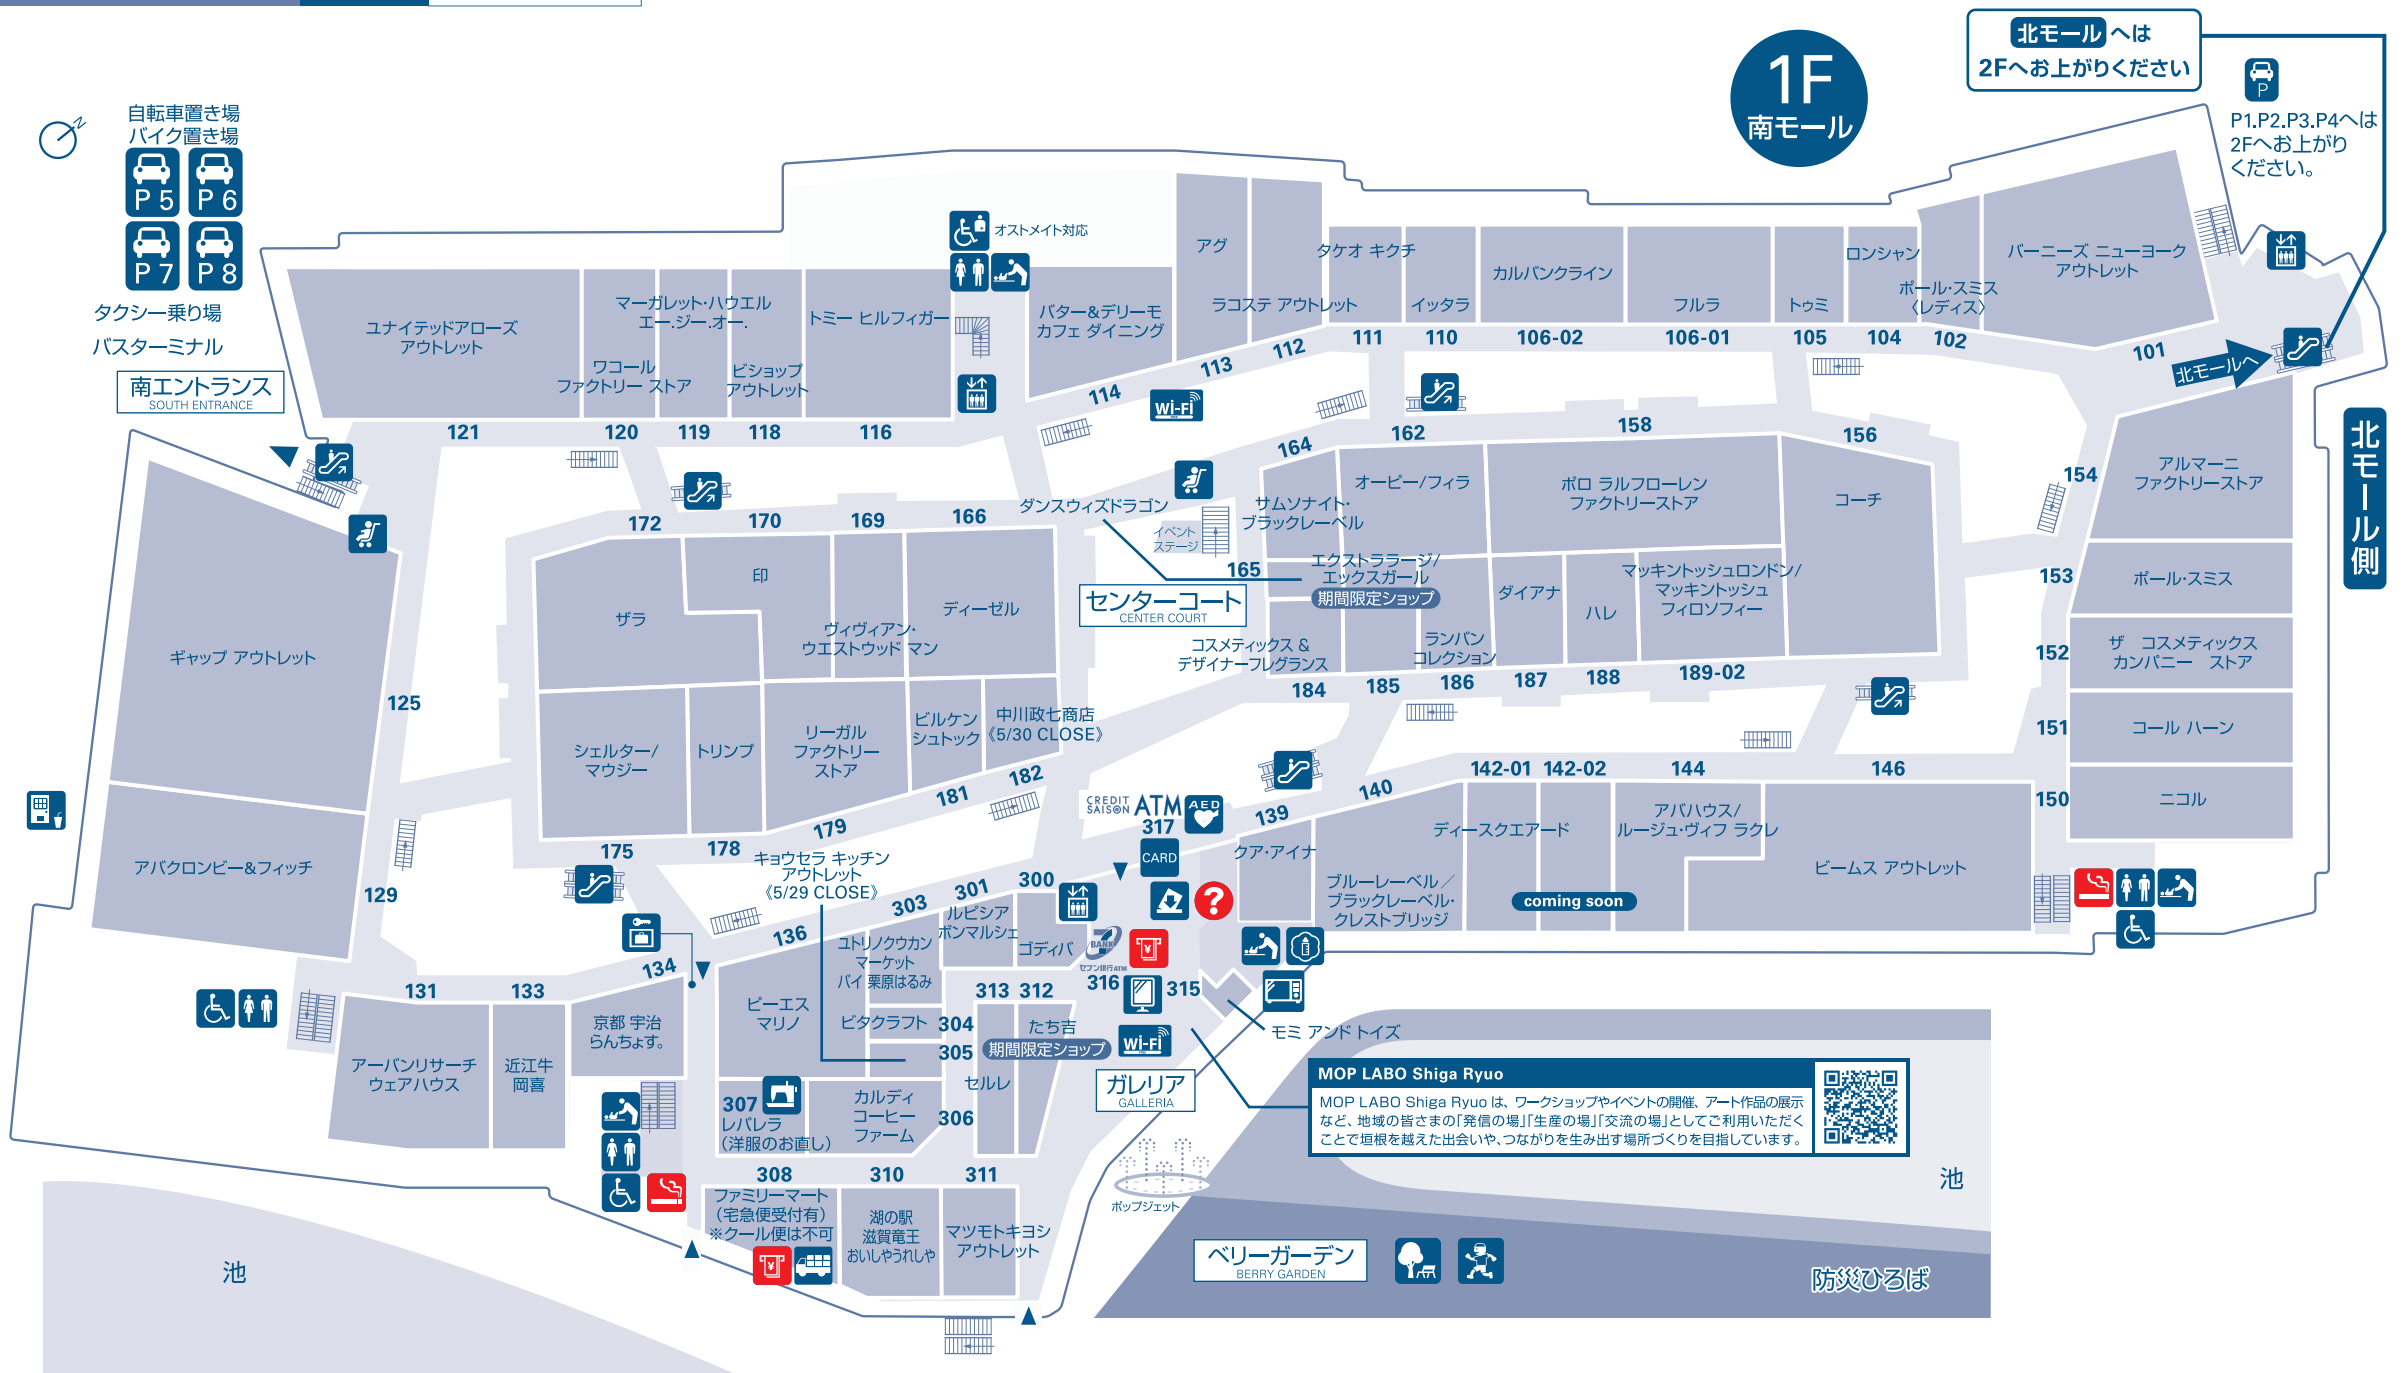 1F
南モール
北モール へは
2Fへお上がりください
P
P1.P2.P3.P4へは
2Fへお上がり
ください。
N
自転車置き場
バイク置き場
P 5
P 6
P 7
P 8
タクシー乗り場
バスターミナル
南エントランス
SOUTH ENTRANCE
オストメイト対応
ユナイテッドアローズ
アウトレット
121
ワコール
ファクトリー ストア
120
マーガレット・ハウエル
エー.ジー.オー.
119
ビショップ
アウトレット
118
トミー ヒルフィガー
116
バター&デリーモ
カフェ ダイニング
114
アグ
113
ラコステ アウトレット
112
タケオ キクチ
111
イッタラ
110
カルバンクライン
106-02
フルラ
106-01
トゥミ
105
ロンシャン
104
ポール・スミス
〈レディス〉
102
バーニーズ ニューヨーク
アウトレット
101
北モールへ
北モール側
Wi-Fi
172
170
169
166
ザラ
印
ヴィヴィアン・
ウエストウッド マン
ディーゼル
シェルター/
マウジー
トリンプ
リーガル
ファクトリー
ストア
ビルケン
シュトック
中川政七商店
《5/30 CLOSE》
175
178
179
181
182
ダンスウィズドラゴン
イベント
ステージ
165
センターコート
CENTER COURT
164
162
158
156
サムソナイト・
ブラックレーベル
オーピー/フィラ
ポロ ラルフローレン
ファクトリーストア
コーチ
エクストララージ/
エックスガール
期間限定ショップ
ダイアナ
ハレ
マッキントッシュロンドン/
マッキントッシュ
フィロソフィー
コスメティックス &
デザイナーフレグランス
ランバン
コレクション
184
185
186
187
188
189-02
アルマーニ
ファクトリーストア
154
ポール・スミス
153
ザ コスメティックス
カンパニー ストア
152
コール ハーン
151
ニコル
150
ギャップ アウトレット
125
アバクロンビー&フィッチ
129
139
140
142-01
142-02
144
146
クア・アイナ
ブルーレーベル/
ブラックレーベル・
クレストブリッジ
ディースクエアード
coming soon
アバハウス/
ルージュ・ヴィフ ラクレ
ビームス アウトレット
CREDIT
SAISON
ATM
AED
317
CARD
?
7
BANK
セブン銀行ATM
¥
316
315
Wi-Fi
モミ アンド トイズ
キョウセラ キッチン
アウトレット
《5/29 CLOSE》
131
133
134
136
303
301
300
アーバンリサーチ
ウェアハウス
近江牛
岡喜
京都 宇治
らんちょす。
ピーエス
マリノ
ユトリノクウカン
マーケット
バイ 栗原はるみ
ルピシア
ボンマルシェ
ゴディバ
ビタクラフト
304
305
306
313
312
たち吉
期間限定ショップ
セルレ
307
レパレラ
(洋服のお直し)
カルディ
コーヒー
ファーム
308
310
311
ファミリーマート
(宅急便受付有)
※クール便は不可
¥
湖の駅
滋賀竜王
おいしやうれしや
マツモトキヨシ
アウトレット
ガレリア
GALLERIA
ポップジェット
MOP LABO Shiga Ryuo
MOP LABO Shiga Ryuo は、ワークショップやイベントの開催、アート作品の展示
など、地域の皆さまの「発信の場」「生産の場」「交流の場」としてご利用いただく
ことで垣根を越えた出会いや、つながりを生み出す場所づくりを目指しています。
池
池
ベリーガーデン
BERRY GARDEN
防災ひろば